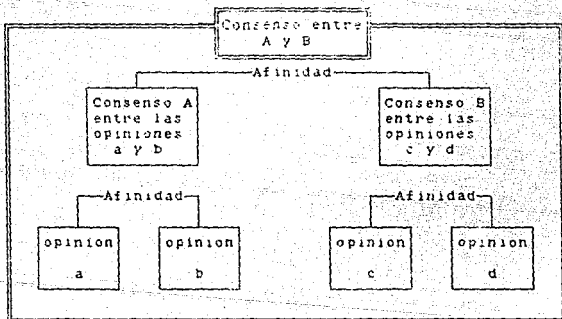 Consenso entre
A y B
Afinidad
Consenso A
entre las
opiniones
a y b
Consenso B
entre las
opiniones
c y d
Afinidad
Afinidad
opinion
a
opinion
b
opinion
c
opinion
d